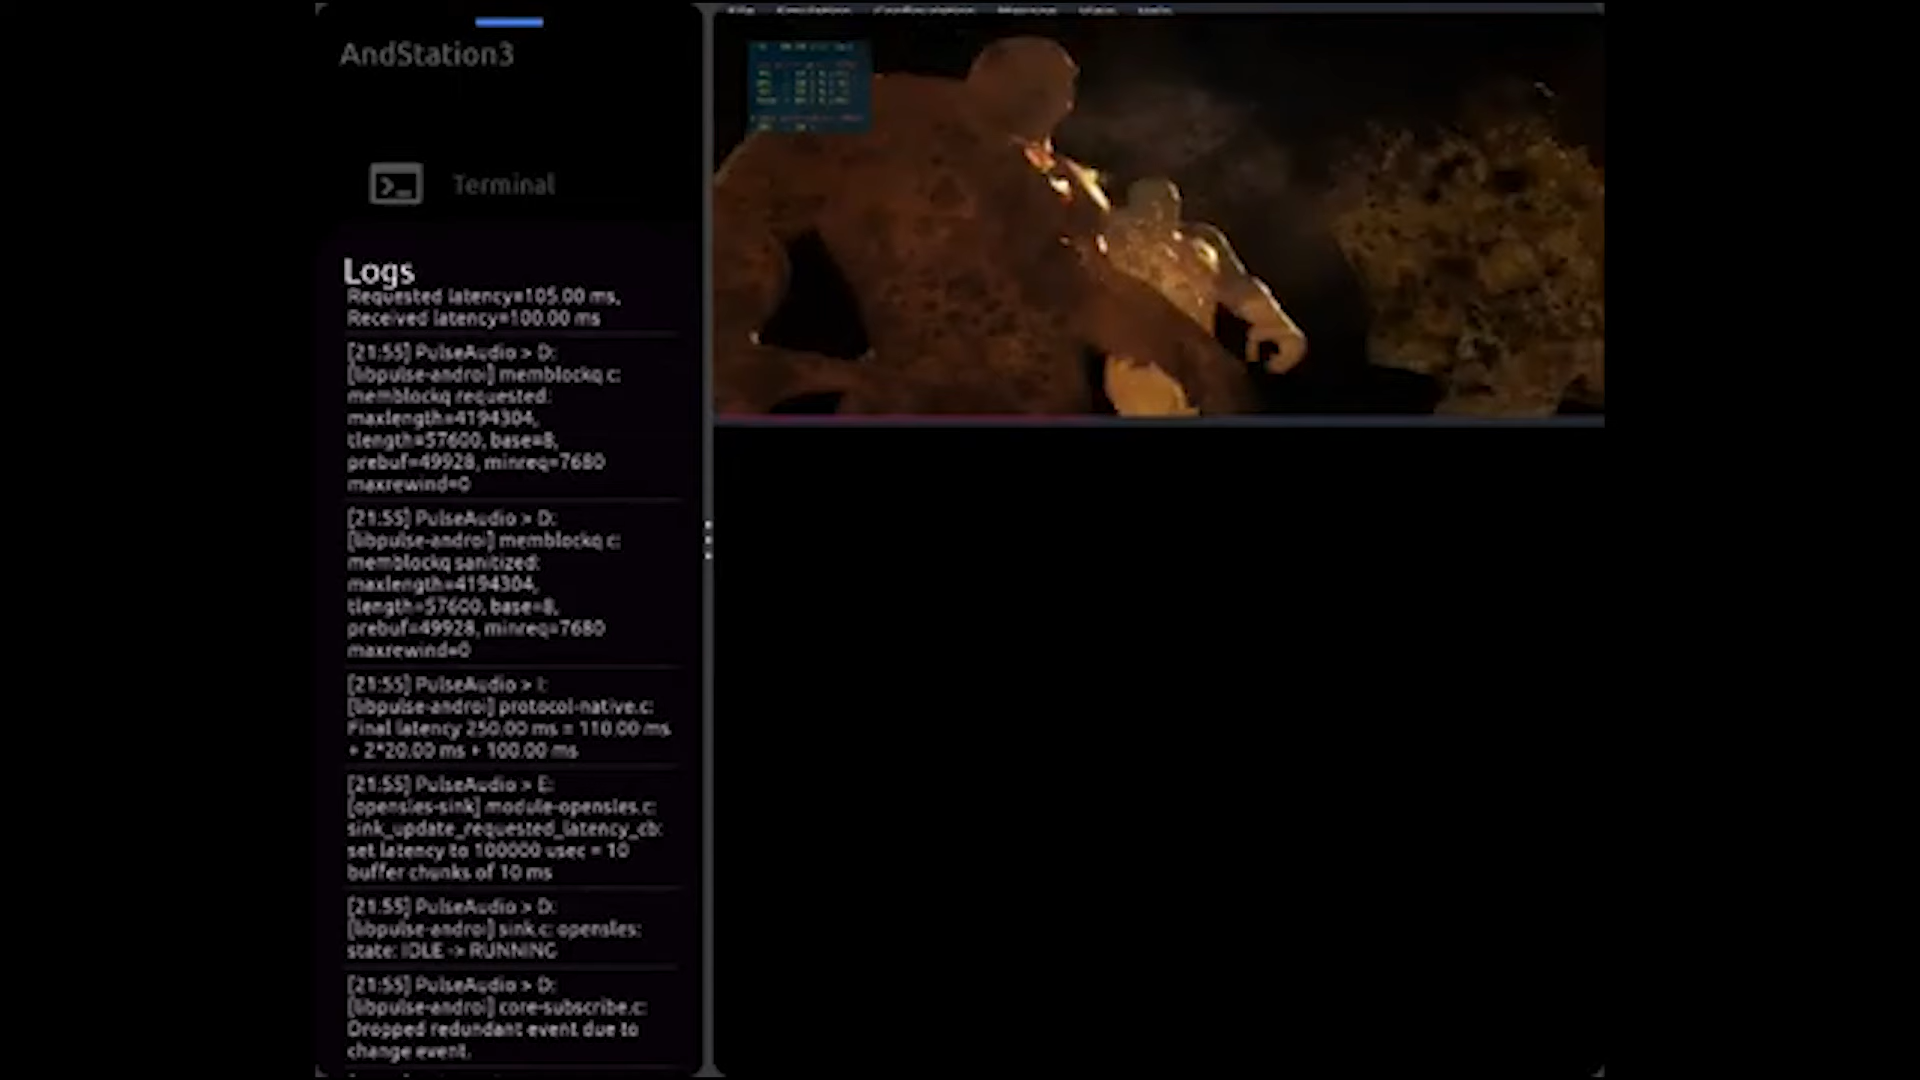 AndStation3
Terminal
Logs
Requested latency=105.00 ms,
Received latency=100.00 ms
[21:55] PulseAudio > D:
[libpulse-androi] memblockq.c:
memblockq requested:
maxlength=4194304,
tlength=57600, base=8,
prebuf=49928, minreq=7680
maxrewind=0
[21:55] PulseAudio > D:
[libpulse-androi] memblockq.c:
memblockq sanitized:
maxlength=4194304,
tlength=57600, base=8,
prebuf=49928, minreq=7680
maxrewind=0
[21:55] PulseAudio > I:
[libpulse-androi] protocol-native.c:
Final latency 250.00 ms = 110.00 ms
+ 2*20.00 ms + 100.00 ms
[21:55] PulseAudio > E:
[opensles-sink] module-opensles.c:
sink_update_requested_latency_cb:
set latency to 100000 usec = 10
buffer chunks of 10 ms
[21:55] PulseAudio > D:
[libpulse-androi] sink.c: opensles:
state: IDLE -> RUNNING
[21:55] PulseAudio > D:
[libpulse-androi] core-subscribe.c:
Dropped redundant event due to
change event.